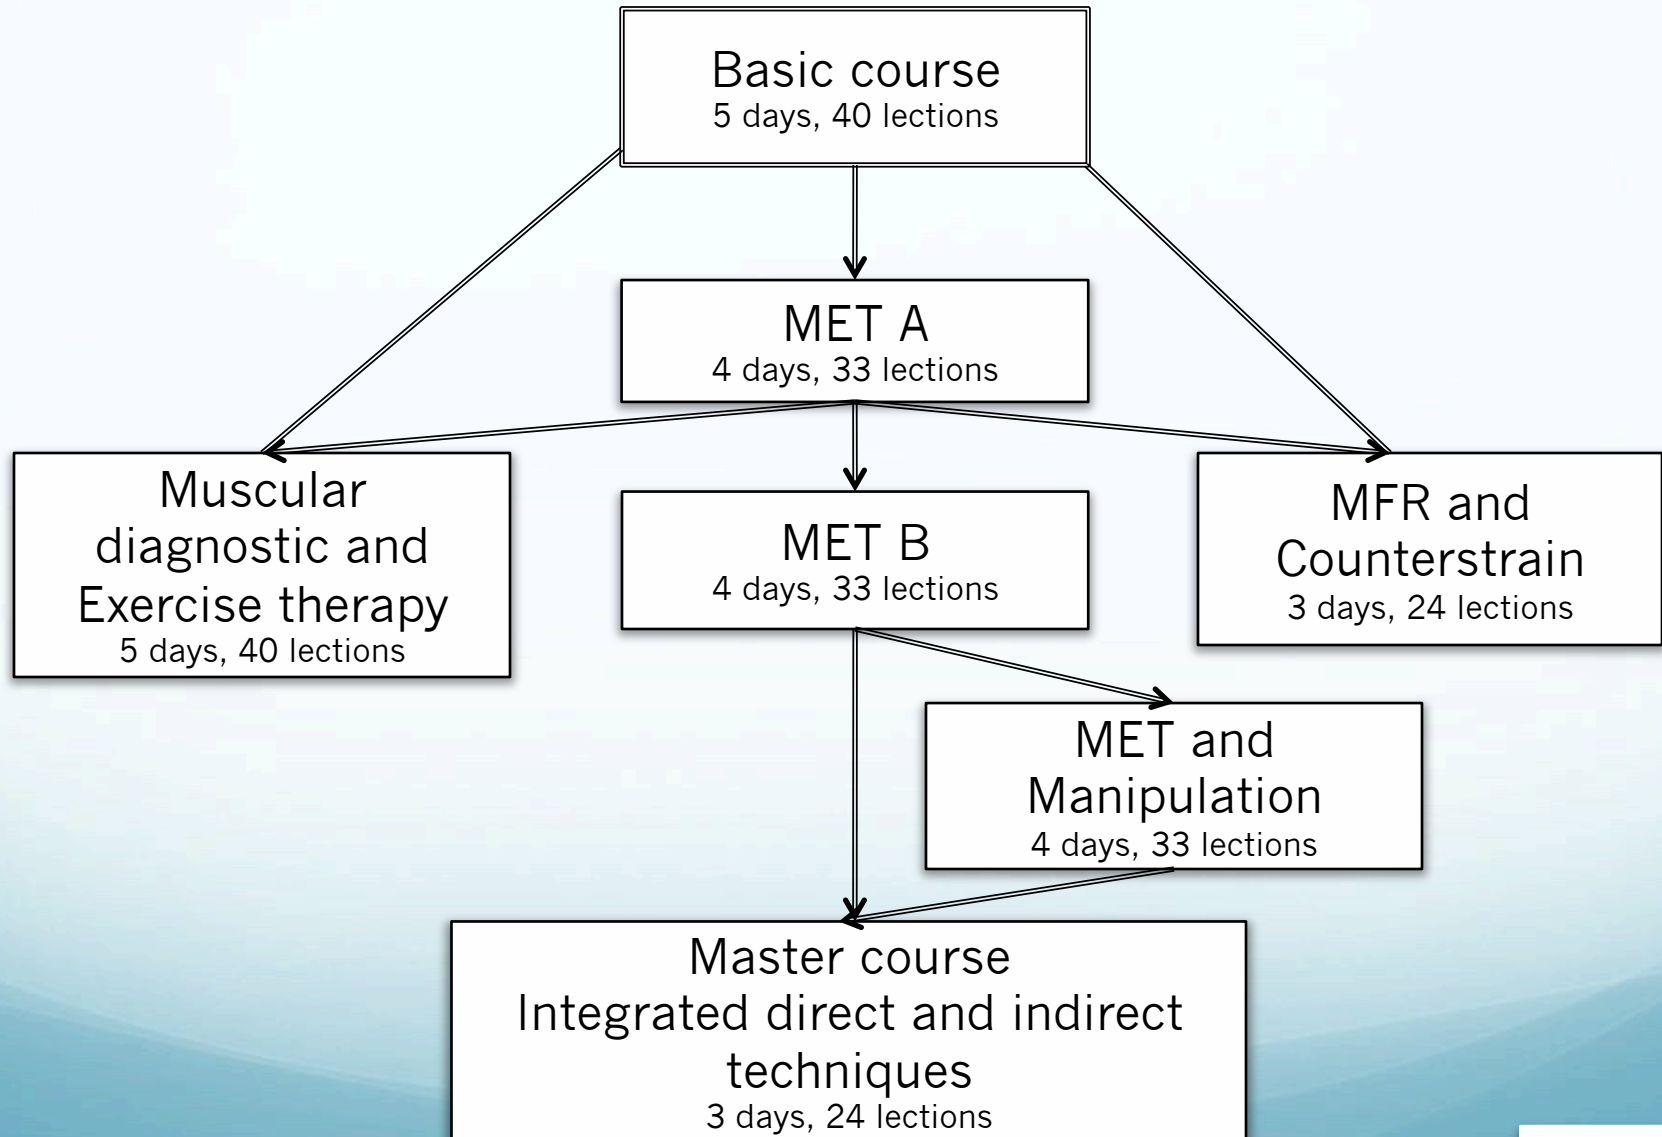 Basic course
5 days, 40 lections
MET A
4 days, 33 lections
Muscular
diagnostic and
Exercise therapy
5 days, 40 lections
MET B
4 days, 33 lections
MFR and
Counterstrain
3 days, 24 lections
MET and
Manipulation
4 days, 33 lections
Master course
Integrated direct and indirect
techniques
3 days, 24 lections